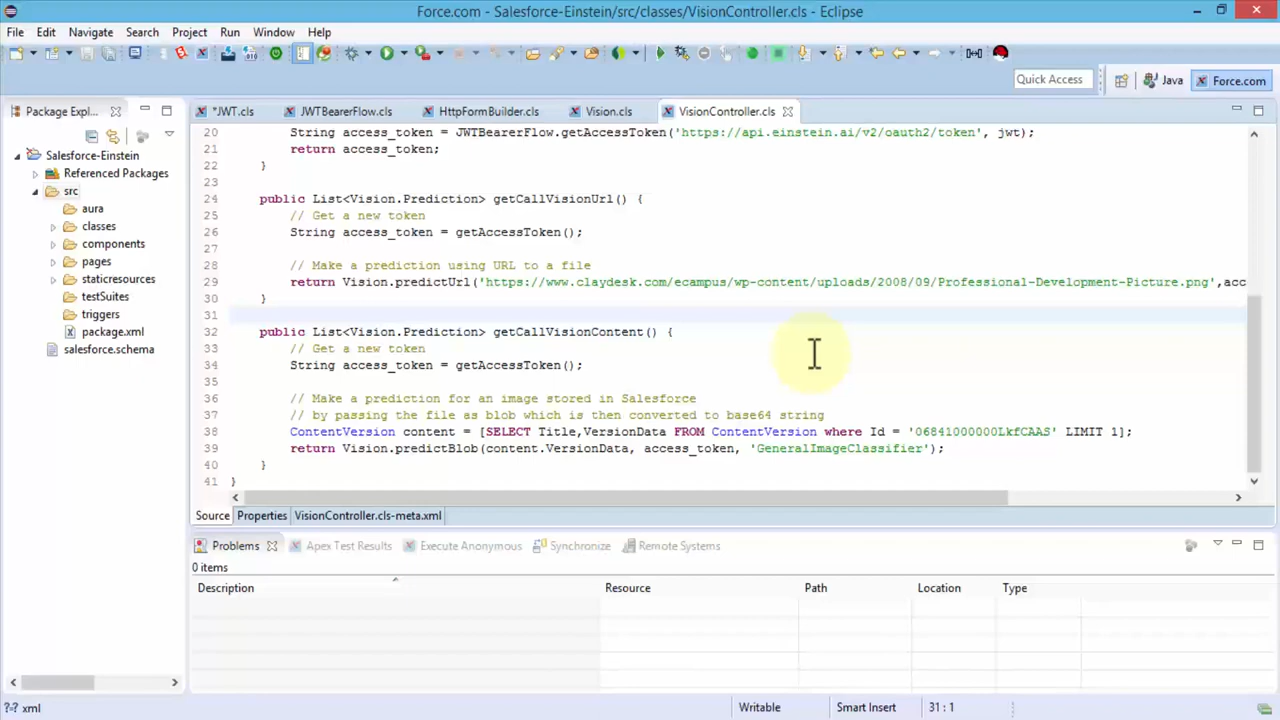 Force.com - Salesforce-Einstein/src/classes/VisionController.cls - Eclipse
File Edit Navigate Search Project Run Window Help
Quick Access Java Force.com
Package Expl... *JWT.cls JWTBearerFlow.cls HttpFormBuilder.cls Vision.cls VisionController.cls
Salesforce-Einstein
Referenced Packages
src
aura
classes
components
pages
staticresources
testSuites
triggers
package.xml
salesforce.schema
20 String access_token = JWTBearerFlow.getAccessToken('https://api.einstein.ai/v2/oauth2/token', jwt);
21 return access_token;
22 }
23
24 public List<Vision.Prediction> getCallVisionUrl() {
25 // Get a new token
26 String access_token = getAccessToken();
27
28 // Make a prediction using URL to a file
29 return Vision.predictUrl('https://www.claydesk.com/ecampus/wp-content/uploads/2008/09/Professional-Development-Picture.png',acc
30 }
31
32 public List<Vision.Prediction> getCallVisionContent() {
33 // Get a new token
34 String access_token = getAccessToken();
35
36 // Make a prediction for an image stored in Salesforce
37 // by passing the file as blob which is then converted to base64 string
38 ContentVersion content = [SELECT Title,VersionData FROM ContentVersion where Id = '06841000000LkfCAAS' LIMIT 1];
39 return Vision.predictBlob(content.VersionData, access_token, 'GeneralImageClassifier');
40 }
41 }
Source Properties VisionController.cls-meta.xml
Problems Apex Test Results Execute Anonymous Synchronize Remote Systems
0 items
Description Resource Path Location Type
xml Writable Smart Insert 31 : 1